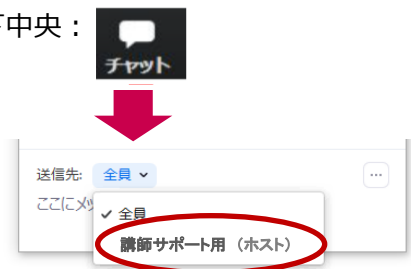 下中央：
チャット
送信先: 全員
ここにメッ
✓ 全員
講師サポート用（ホスト）